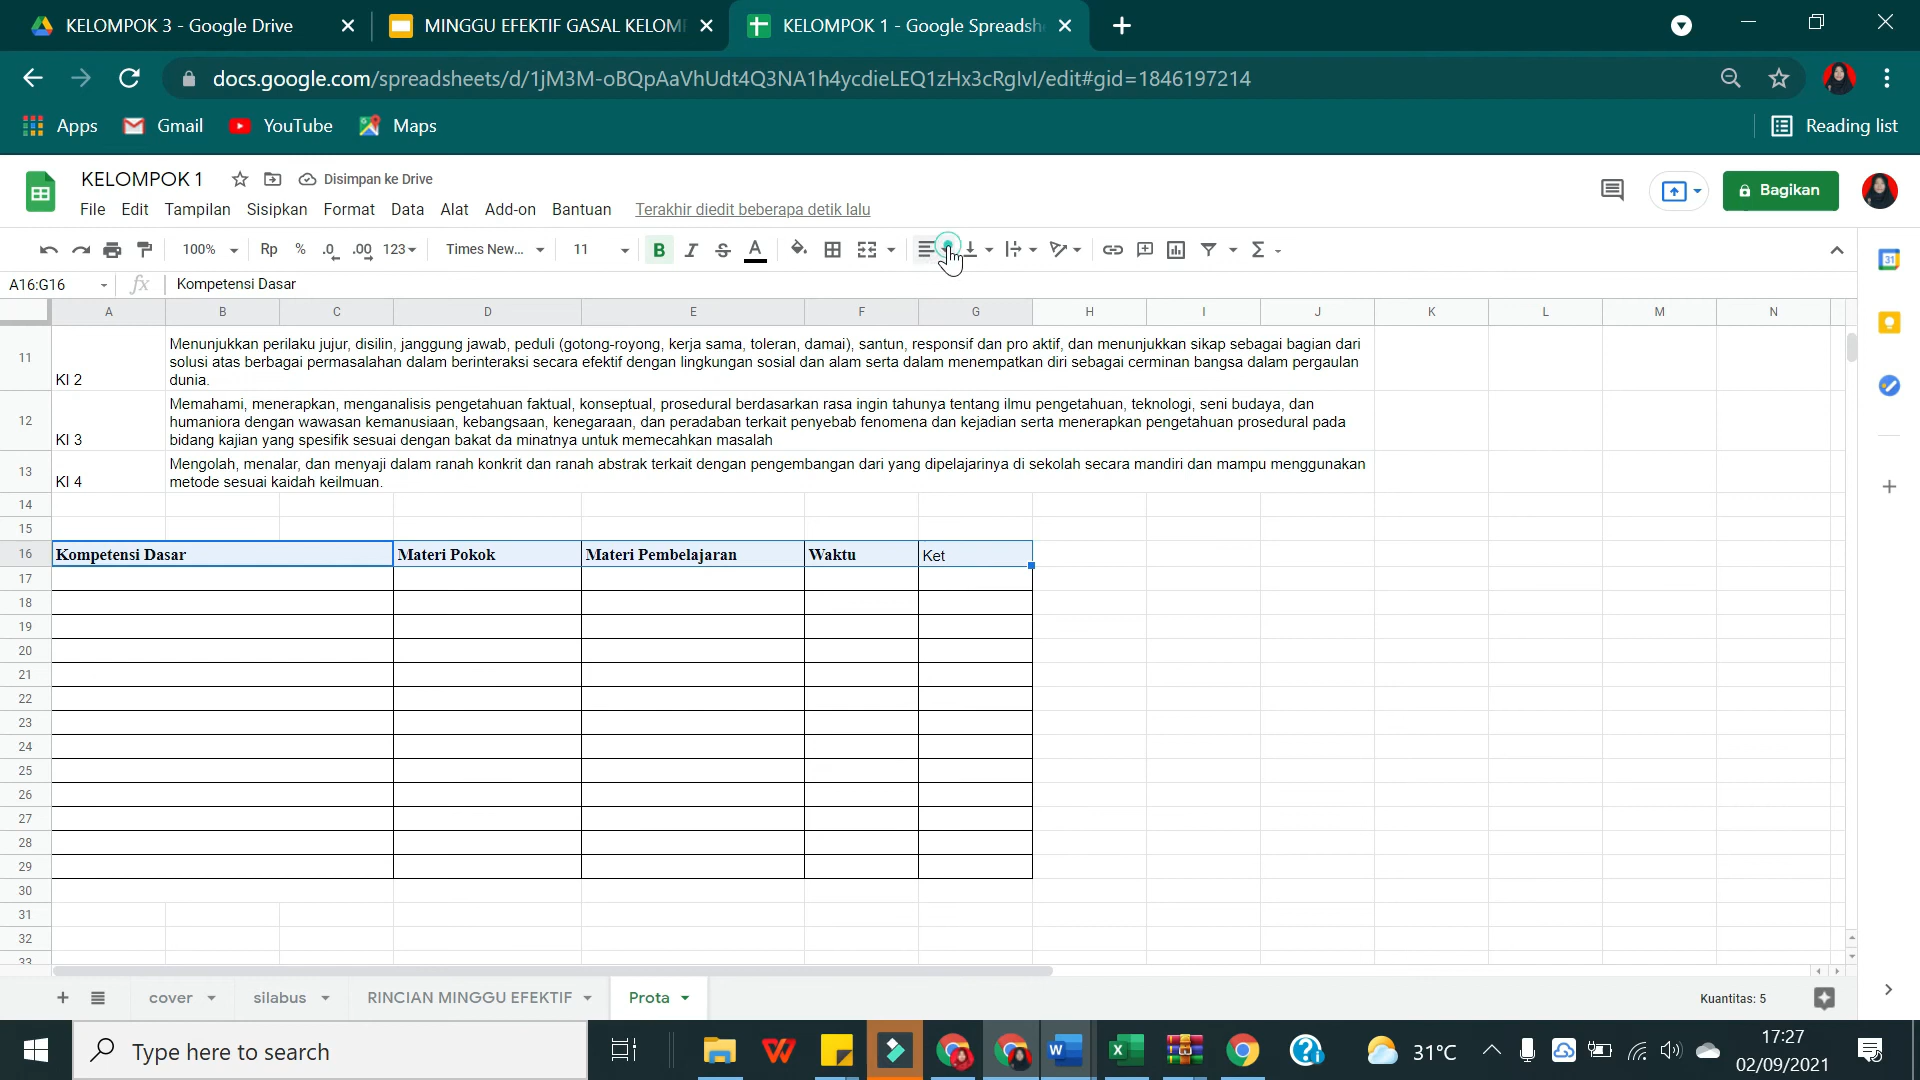 KELOMPOK 3 - Google Drive
MINGGU EFEKTIF GASAL KELOM
KELOMPOK 1 - Google Spreadsh
docs.google.com/spreadsheets/d/1jM3M-oBQpAaVhUdt4Q3NA1h4ycdieLEQ1zHx3cRgIvI/edit#gid=1846197214
Apps Gmail YouTube Maps Reading list
KELOMPOK 1 Disimpan ke Drive
Bagikan
File Edit Tampilan Sisipkan Format Data Alat Add-on Bantuan Terakhir diedit beberapa detik lalu
100% Rp % .0 .00 123 Times New... 11 B I S A
A16:G16 fx Kompetensi Dasar
A B C D E F G H I J K L M N
Menunjukkan perilaku jujur, disilin, janggung jawab, peduli (gotong-royong, kerja sama, toleran, damai), santun, responsif dan pro aktif, dan menunjukkan sikap sebagai bagian dari
11 solusi atas berbagai permasalahan dalam berinteraksi secara efektif dengan lingkungan sosial dan alam serta dalam menempatkan diri sebagai cerminan bangsa dalam pergaulan
KI 2 dunia.
Memahami, menerapkan, menganalisis pengetahuan faktual, konseptual, prosedural berdasarkan rasa ingin tahunya tentang ilmu pengetahuan, teknologi, seni budaya, dan
12 humaniora dengan wawasan kemanusiaan, kebangsaan, kenegaraan, dan peradaban terkait penyebab fenomena dan kejadian serta menerapkan pengetahuan prosedural pada
KI 3 bidang kajian yang spesifik sesuai dengan bakat da minatnya untuk memecahkan masalah
13 Mengolah, menalar, dan menyaji dalam ranah konkrit dan ranah abstrak terkait dengan pengembangan dari yang dipelajarinya di sekolah secara mandiri dan mampu menggunakan
KI 4 metode sesuai kaidah keilmuan.
14
15
16 Kompetensi Dasar Materi Pokok Materi Pembelajaran Waktu Ket
17
18
19
20
21
22
23
24
25
26
27
28
29
30
31
32
33
cover silabus RINCIAN MINGGU EFEKTIF Prota Kuantitas: 5
Type here to search 31°C 17:27
02/09/2021